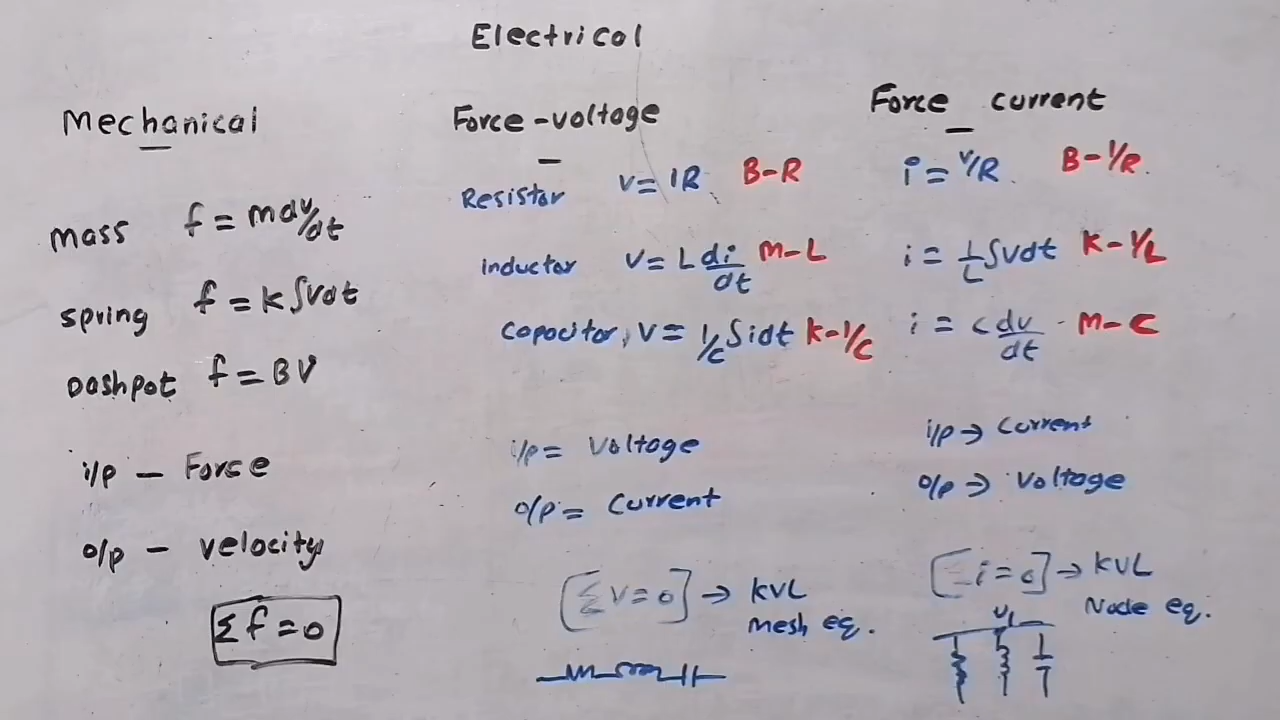 Electrical
Mechanical
mass f = mdv/dt
spring f = k∫vdt
Dashpot f = BV
i/p – Force
o/p – velocity
Σf = 0
Force-voltage
Resistor v = IR B–R
inductor v = L di/dt M–L
capacitor, v = 1/c ∫idt K–1/C
i/p = Voltage
o/p = Current
[Σv=0] → KVL
Mesh eq.
Force_current
i = v/R. B–1/R.
i = 1/L ∫vdt K–1/L
i = c dv/dt · M–C
i/p → Current
o/p → Voltage
[Σi=0] → KVL
Node eq.
v1